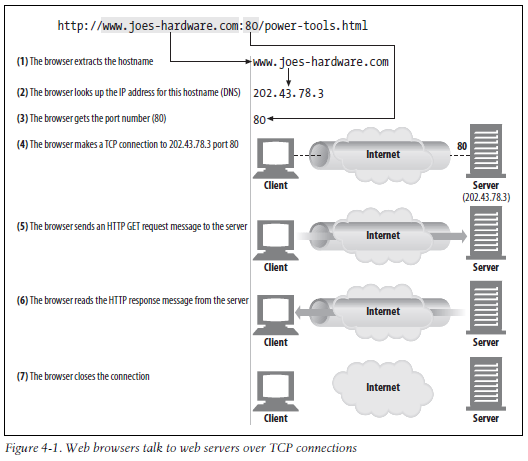 http://www.joes-hardware.com:80/power-tools.html
(1) The browser extracts the hostname
www.joes-hardware.com
(2) The browser looks up the IP address for this hostname (DNS)
202.43.78.3
(3) The browser gets the port number (80)
80
(4) The browser makes a TCP connection to 202.43.78.3 port 80
Internet
80
Client
Server
(202.43.78.3)
(5) The browser sends an HTTP GET request message to the server
Internet
Client
Server
(6) The browser reads the HTTP response message from the server
Internet
Client
Server
(7) The browser closes the connection
Internet
Client
Server
Figure 4-1. Web browsers talk to web servers over TCP connections